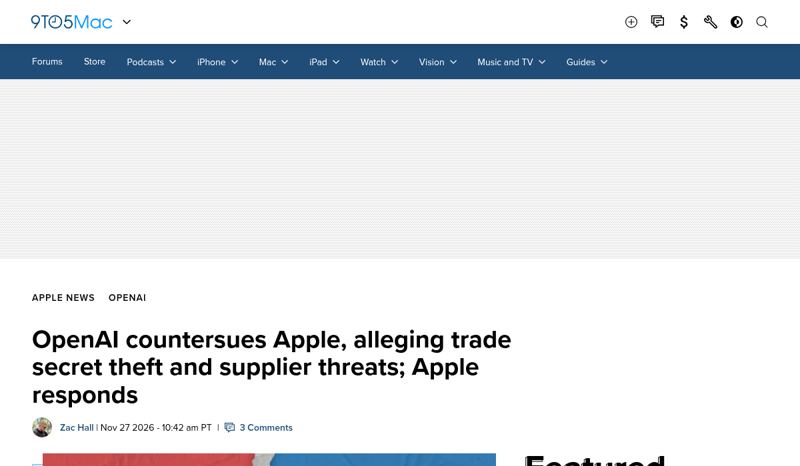 9TO5Mac
Forums Store Podcasts iPhone Mac iPad Watch Vision Music and TV Guides
APPLE NEWS OPENAI
OpenAI countersues Apple, alleging trade
secret theft and supplier threats; Apple
responds
Zac Hall | Nov 27 2026 - 10:42 am PT | 3 Comments
Featured